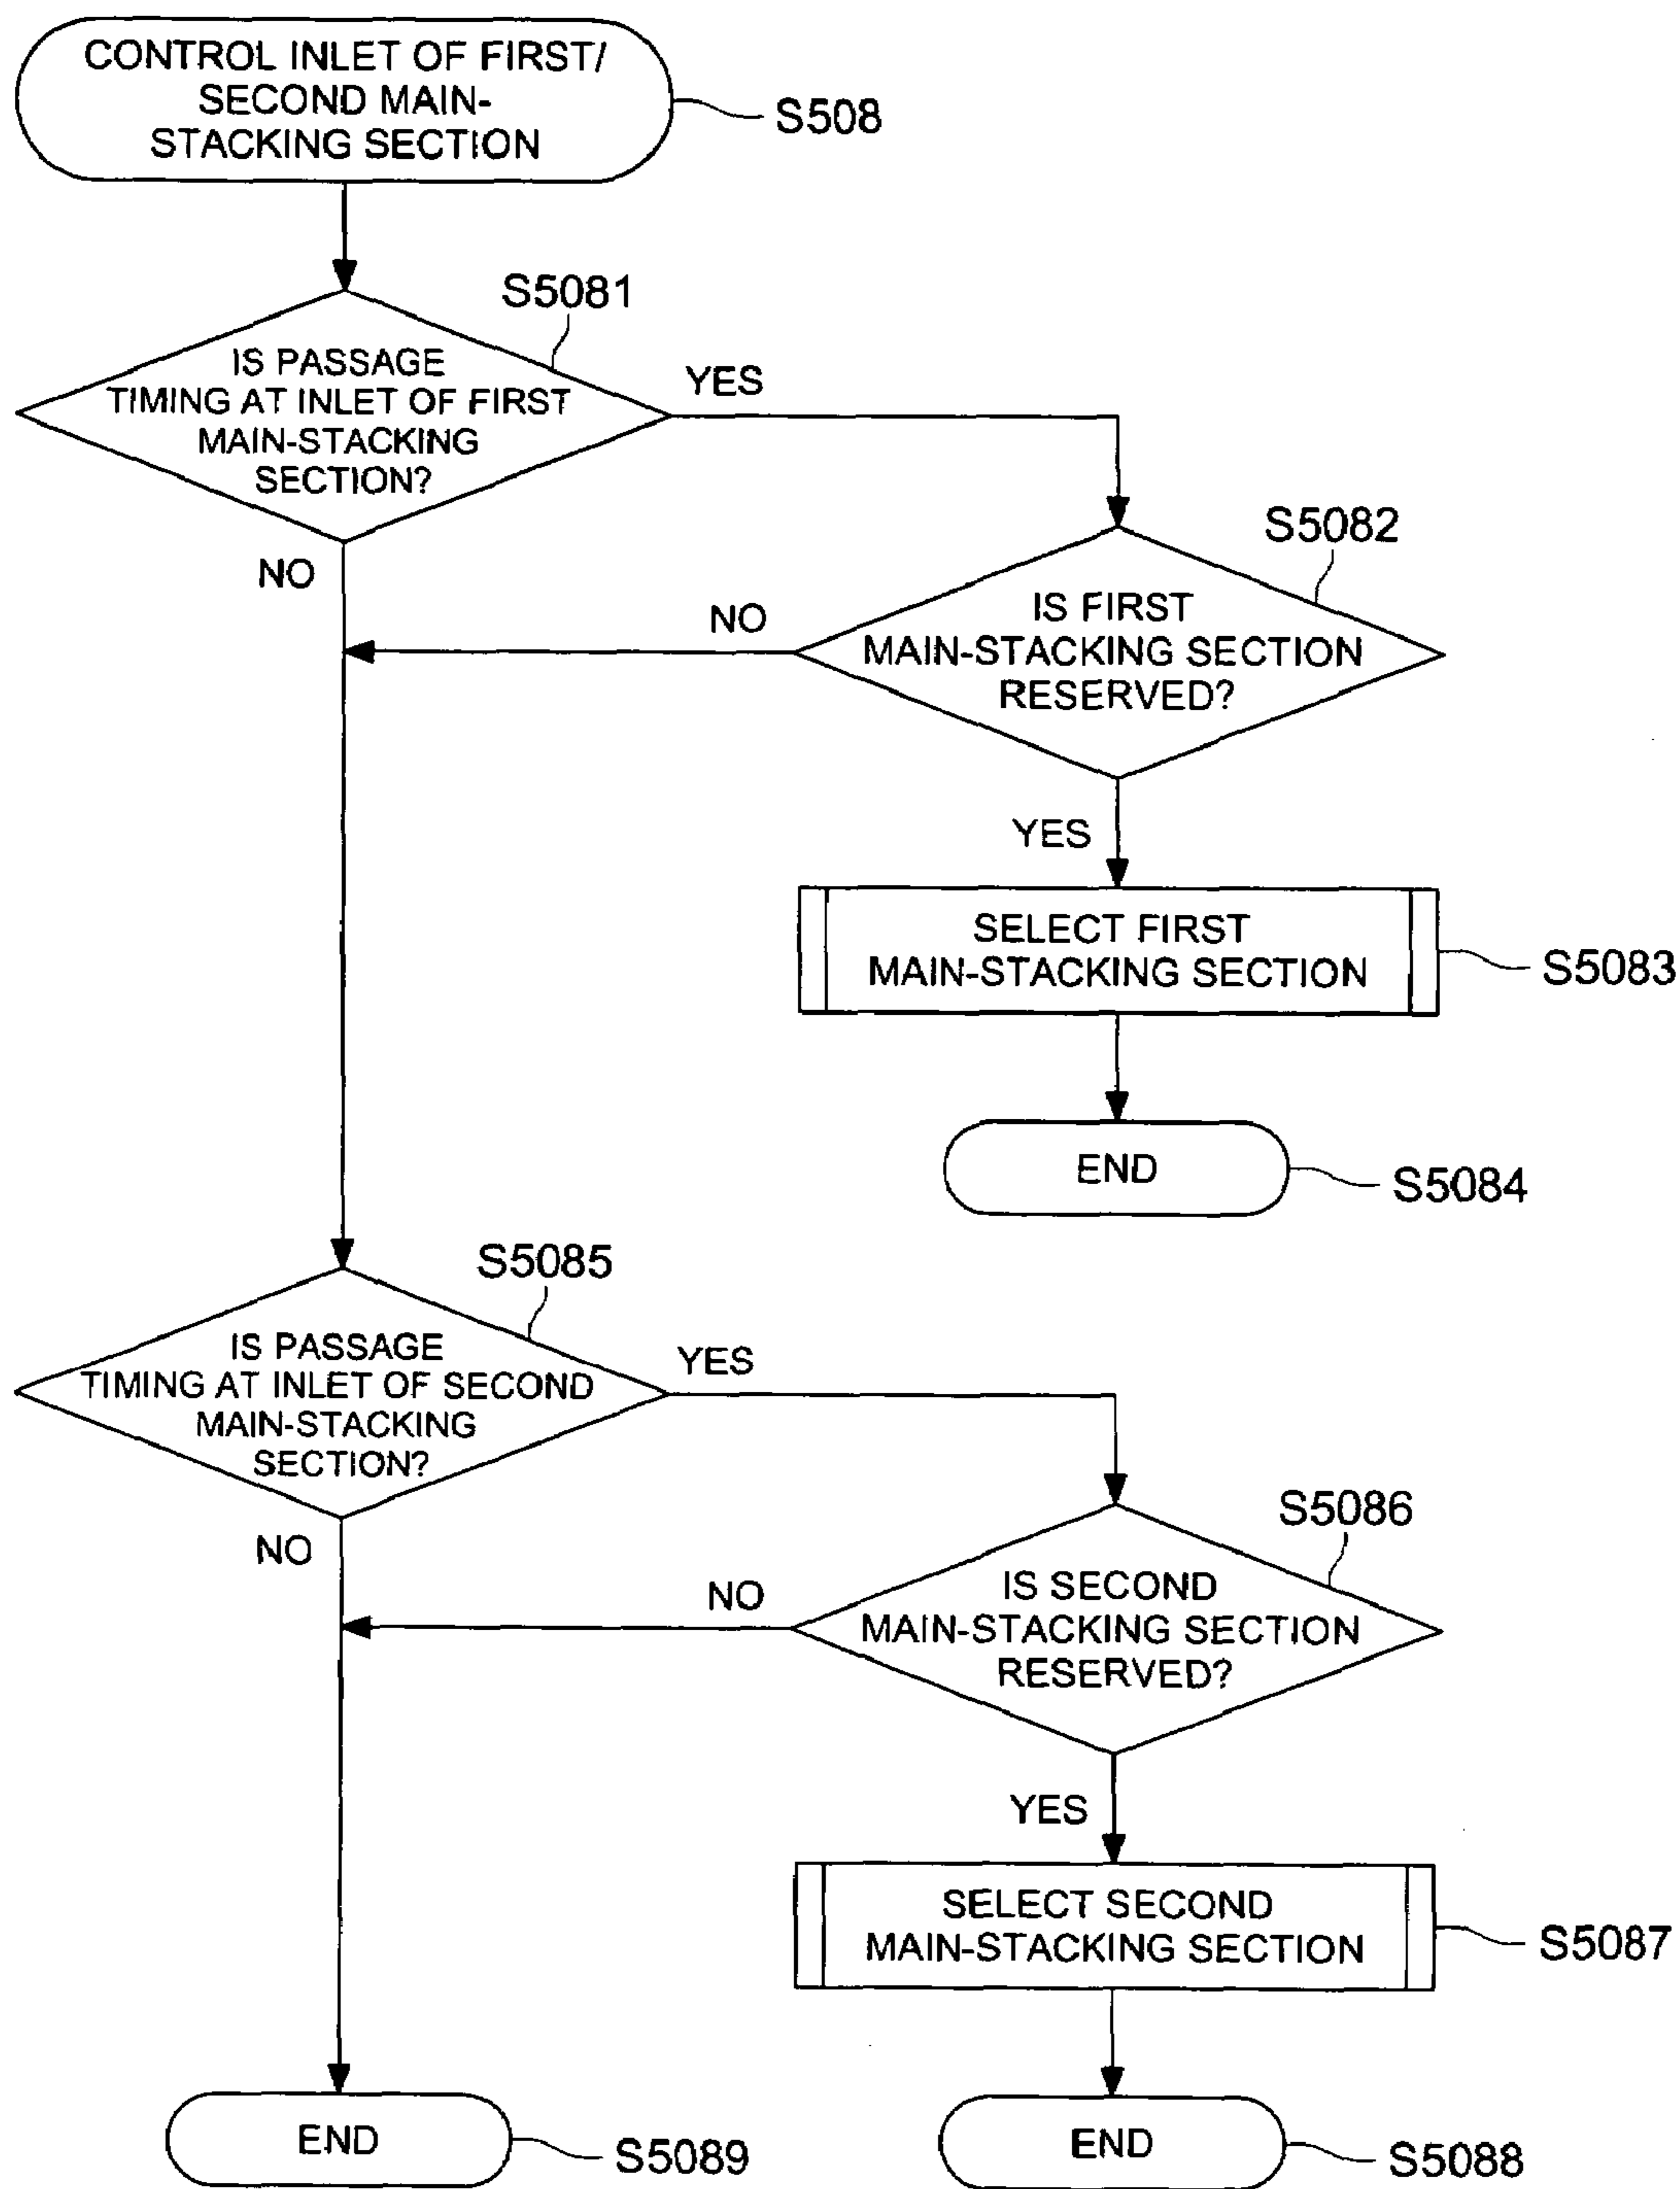 CONTROL INLET OF FIRST/
SECOND MAIN-
STACKING SECTION
S508
S5081
IS PASSAGE
TIMING AT INLET OF FIRST
MAIN-STACKING
SECTION?
YES
NO
S5082
IS FIRST
MAIN-STACKING SECTION
RESERVED?
NO
YES
SELECT FIRST
MAIN-STACKING SECTION
S5083
END
S5084
S5085
IS PASSAGE
TIMING AT INLET OF SECOND
MAIN-STACKING
SECTION?
YES
NO
S5086
IS SECOND
MAIN-STACKING SECTION
RESERVED?
NO
YES
SELECT SECOND
MAIN-STACKING SECTION
S5087
END
S5089
END
S5088